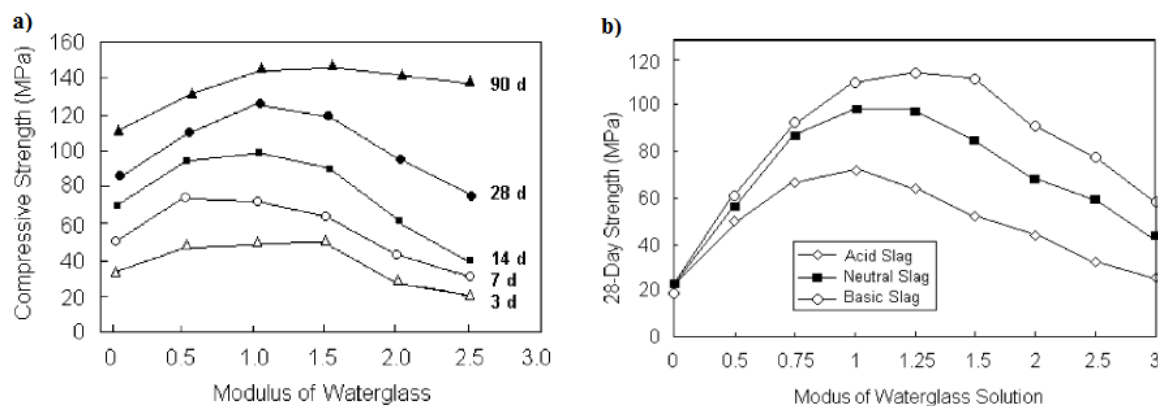 a)
Compressive Strength (MPa)
160
140
120
100
80
60
40
20
0
90 d
28 d
14 d
7 d
3 d
0 0.5 1.0 1.5 2.0 2.5 3.0
Modulus of Waterglass
b)
28-Day Strength (MPa)
120
100
80
60
40
20
0
Acid Slag
Neutral Slag
Basic Slag
0 0.5 0.75 1 1.25 1.5 2 2.5 3
Modus of Waterglass Solution